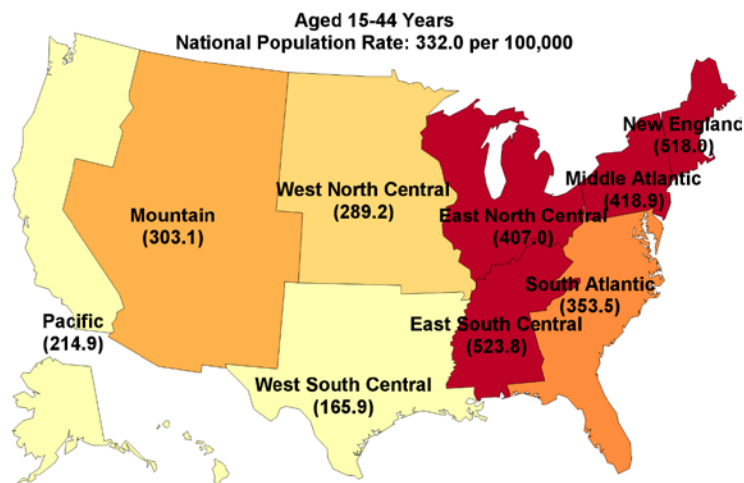 Aged 15-44 Years
National Population Rate: 332.0 per 100,000
New England
(518.0)
Middle Atlantic
(418.9)
West North Central
(289.2)
Mountain
(303.1)
East North Central
(407.0)
South Atlantic
(353.5)
Pacific
(214.9)
East South Central
(523.8)
West South Central
(165.9)